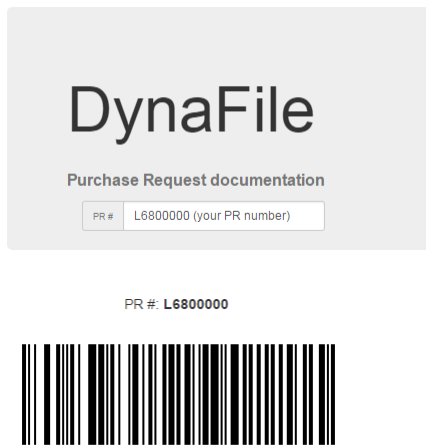 DynaFile
Purchase Request documentation
PR # L6800000 (your PR number)
PR #: L6800000